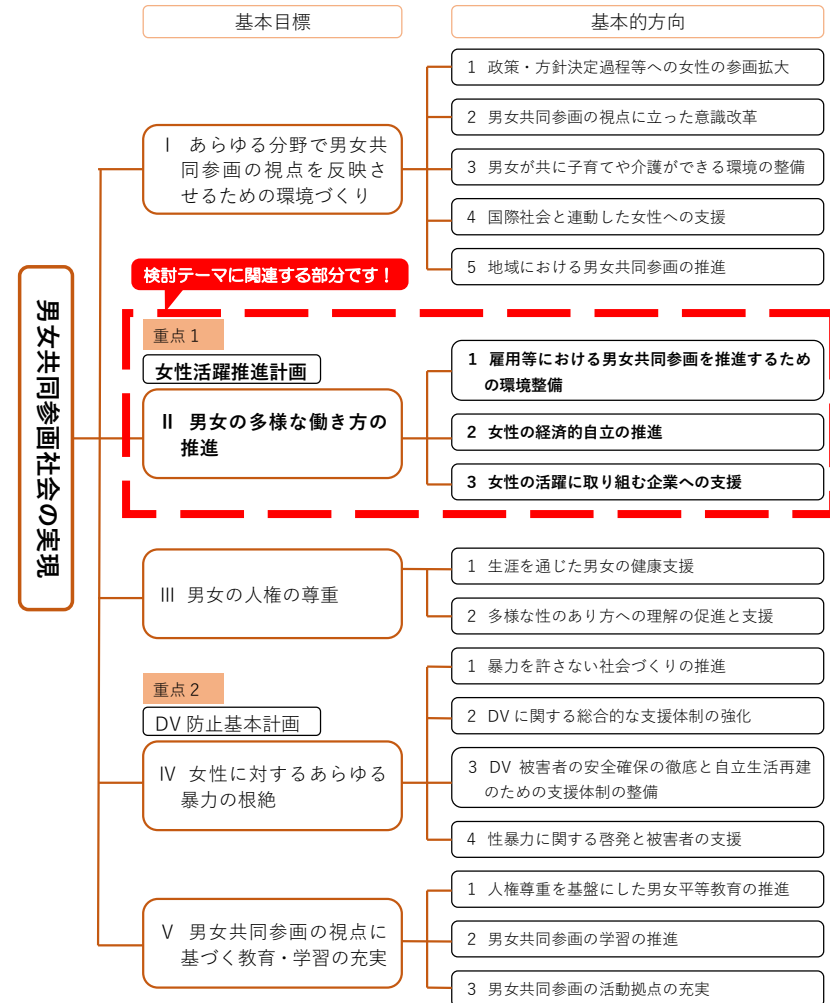 基本目標
基本的方向
男女共同参画社会の実現
Ⅰ あらゆる分野で男女共
同参画の視点を反映さ
せるための環境づくり
1 政策・方針決定過程等への女性の参画拡大
2 男女共同参画の視点に立った意識改革
3 男女が共に子育てや介護ができる環境の整備
4 国際社会と連動した女性への支援
5 地域における男女共同参画の推進
検討テーマに関連する部分です！
重点1
女性活躍推進計画
Ⅱ 男女の多様な働き方の
推進
1 雇用等における男女共同参画を推進するため
の環境整備
2 女性の経済的自立の推進
3 女性の活躍に取り組む企業への支援
Ⅲ 男女の人権の尊重
1 生涯を通じた男女の健康支援
2 多様な性のあり方への理解の促進と支援
重点2
DV防止基本計画
Ⅳ 女性に対するあらゆる
暴力の根絶
1 暴力を許さない社会づくりの推進
2 DVに関する総合的な支援体制の強化
3 DV 被害者の安全確保の徹底と自立生活再建
のための支援体制の整備
4 性暴力に関する啓発と被害者の支援
Ⅴ 男女共同参画の視点に
基づく教育・学習の充実
1 人権尊重を基盤にした男女平等教育の推進
2 男女共同参画の学習の推進
3 男女共同参画の活動拠点の充実